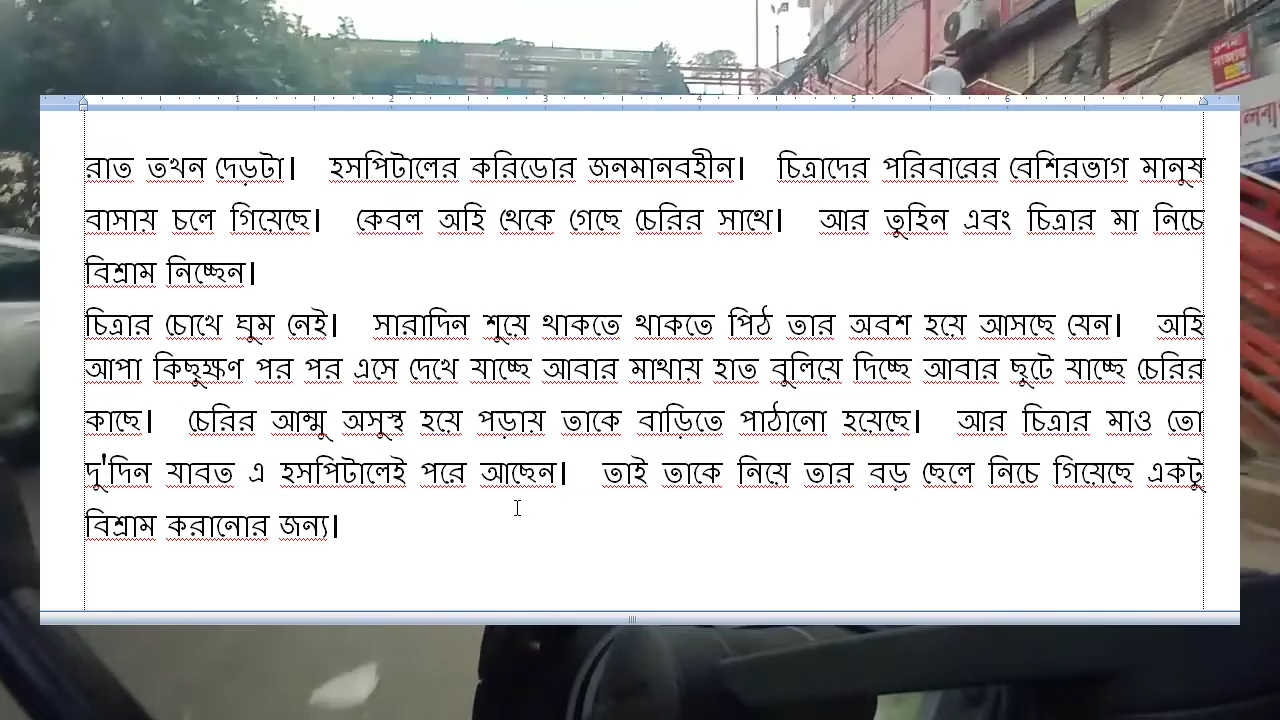 রাত তখন দেড়টা। হসপিটালের করিডোর জনমানবহীন। চিত্রাদের পরিবারের বেশিরভাগ মানুষ
বাসায় চলে গিয়েছে। কেবল অহি থেকে গেছে চেরির সাথে। আর তুহিন এবং চিত্রার মা নিচে
বিশ্রাম নিচ্ছেন।
চিত্রার চোখে ঘুম নেই। সারাদিন শুয়ে থাকতে থাকতে পিঠ তার অবশ হয়ে আসছে যেন। অহি
আপা কিছুক্ষণ পর পর এসে দেখে যাচ্ছে আবার মাথায় হাত বুলিয়ে দিচ্ছে আবার ছুটে যাচ্ছে চেরির
কাছে। চেরির আম্মু অসুস্থ হয়ে পড়ায় তাকে বাড়িতে পাঠানো হয়েছে। আর চিত্রার মাও তো
দু'দিন যাবত এ হসপিটালেই পরে আছেন। তাই তাকে নিয়ে তার বড় ছেলে নিচে গিয়েছে একটু
বিশ্রাম করানোর জন্য।